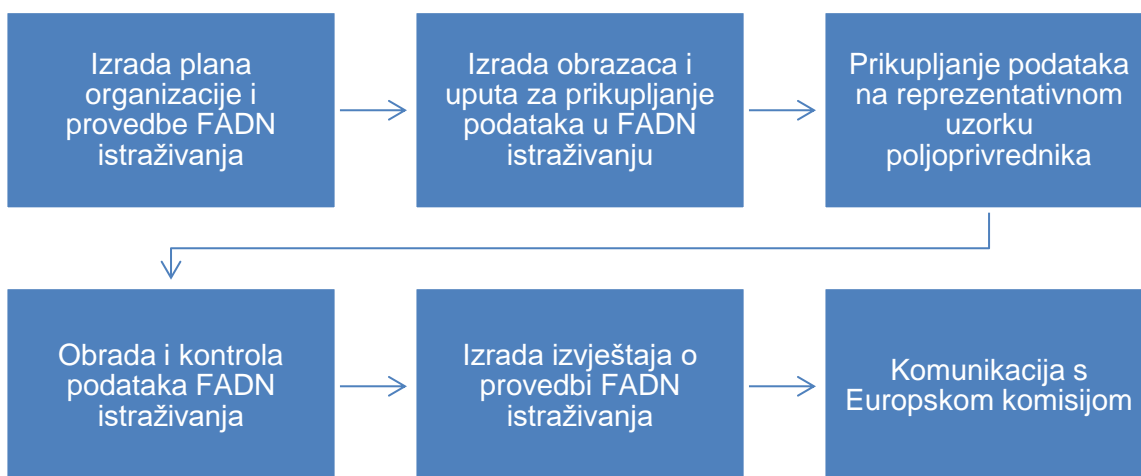 Izrada plana
organizacije i
provedbe FADN
istraživanja
Izrada obrazaca i
uputa za prikupljanje
podataka u FADN
istraživanju
Prikupljanje podataka
na reprezentativnom
uzorku
poljoprivrednika
Obrada i kontrola
podataka FADN
istraživanja
Izrada izvještaja o
provedbi FADN
istraživanja
Komunikacija s
Europskom komisijom